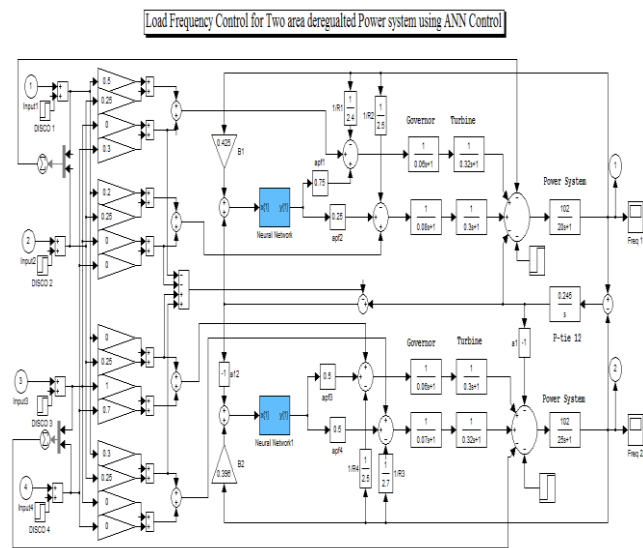 Load Frequency Control for Two area deregualted Power system using ANN Control
1
Input1
DISCO 1
0.5
0.25
0
0.3
2
Input2
DISCO 2
0.2
0.25
0
0
3
Input3
DISCO 3
0
0.25
1
0.7
4
Input4
DISCO 4
0.3
0.25
0
0
0.425
B1
1/R1
1
2.4
1/R2
1
2.5
apf1
0.75
x{1} y{1}
Neural Network
0.25
apf2
Governor
Turbine
1
0.06s+1
1
0.32s+1
1
0.08s+1
1
0.3s+1
Power System
102
20s+1
1
Freq 1
0.245
s
P-tie 12
a1
-1
-1
a12
x{1} y{1}
Neural Network1
0.396
B2
0.5
apf3
0.5
apf4
1/R4
1
2.5
1
2.7
1/R3
Governor
Turbine
1
0.06s+1
1
0.3s+1
1
0.07s+1
1
0.32s+1
Power System
102
25s+1
2
Freq 2